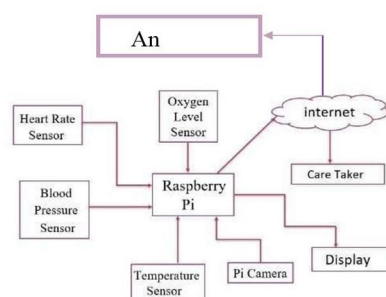 An
Oxygen
Level
Sensor
internet
Heart Rate
Sensor
Care Taker
Raspberry
Pi
Blood
Pressure
Sensor
Display
Pi Camera
Temperature
Sensor